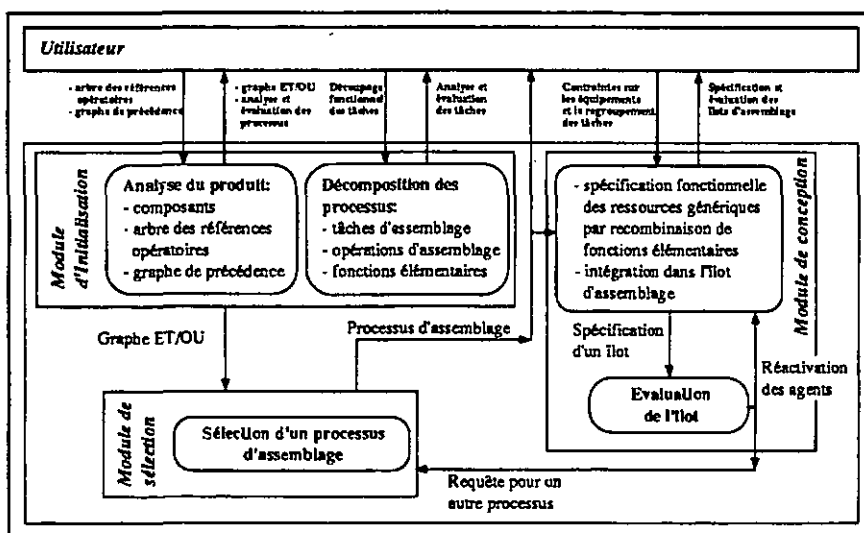 Utilisateur
- arbre des références
opératoires
- graphe de précédence
- graphe ET/OU
- analyse et
évaluation des
processus
Découpage
fonctionnel
des tâches
Analyse et
évaluation
des tâches
Contraintes sur
les équipements
et le regroupement
des tâches
Spécification et
évaluation des
îlots d'assemblage
Module
d'Initialisation
Analyse du produit:
- composants
- arbre des références
opératoires
- graphe de précédence
Décomposition des
processus:
- tâches d'assemblage
- opérations d'assemblage
- fonctions élémentaires
- spécification fonctionnelle
des ressources génériques
par recombinaison de
fonctions élémentaires
- intégration dans l'îlot
d'assemblage
Module de conception
Graphe ET/OU
Processus d'assemblage
Spécification
d'un îlot
Réactivation
des agents
Evaluation
de l'îlot
Module de
sélection
Sélection d'un processus
d'assemblage
Requête pour un
autre processus